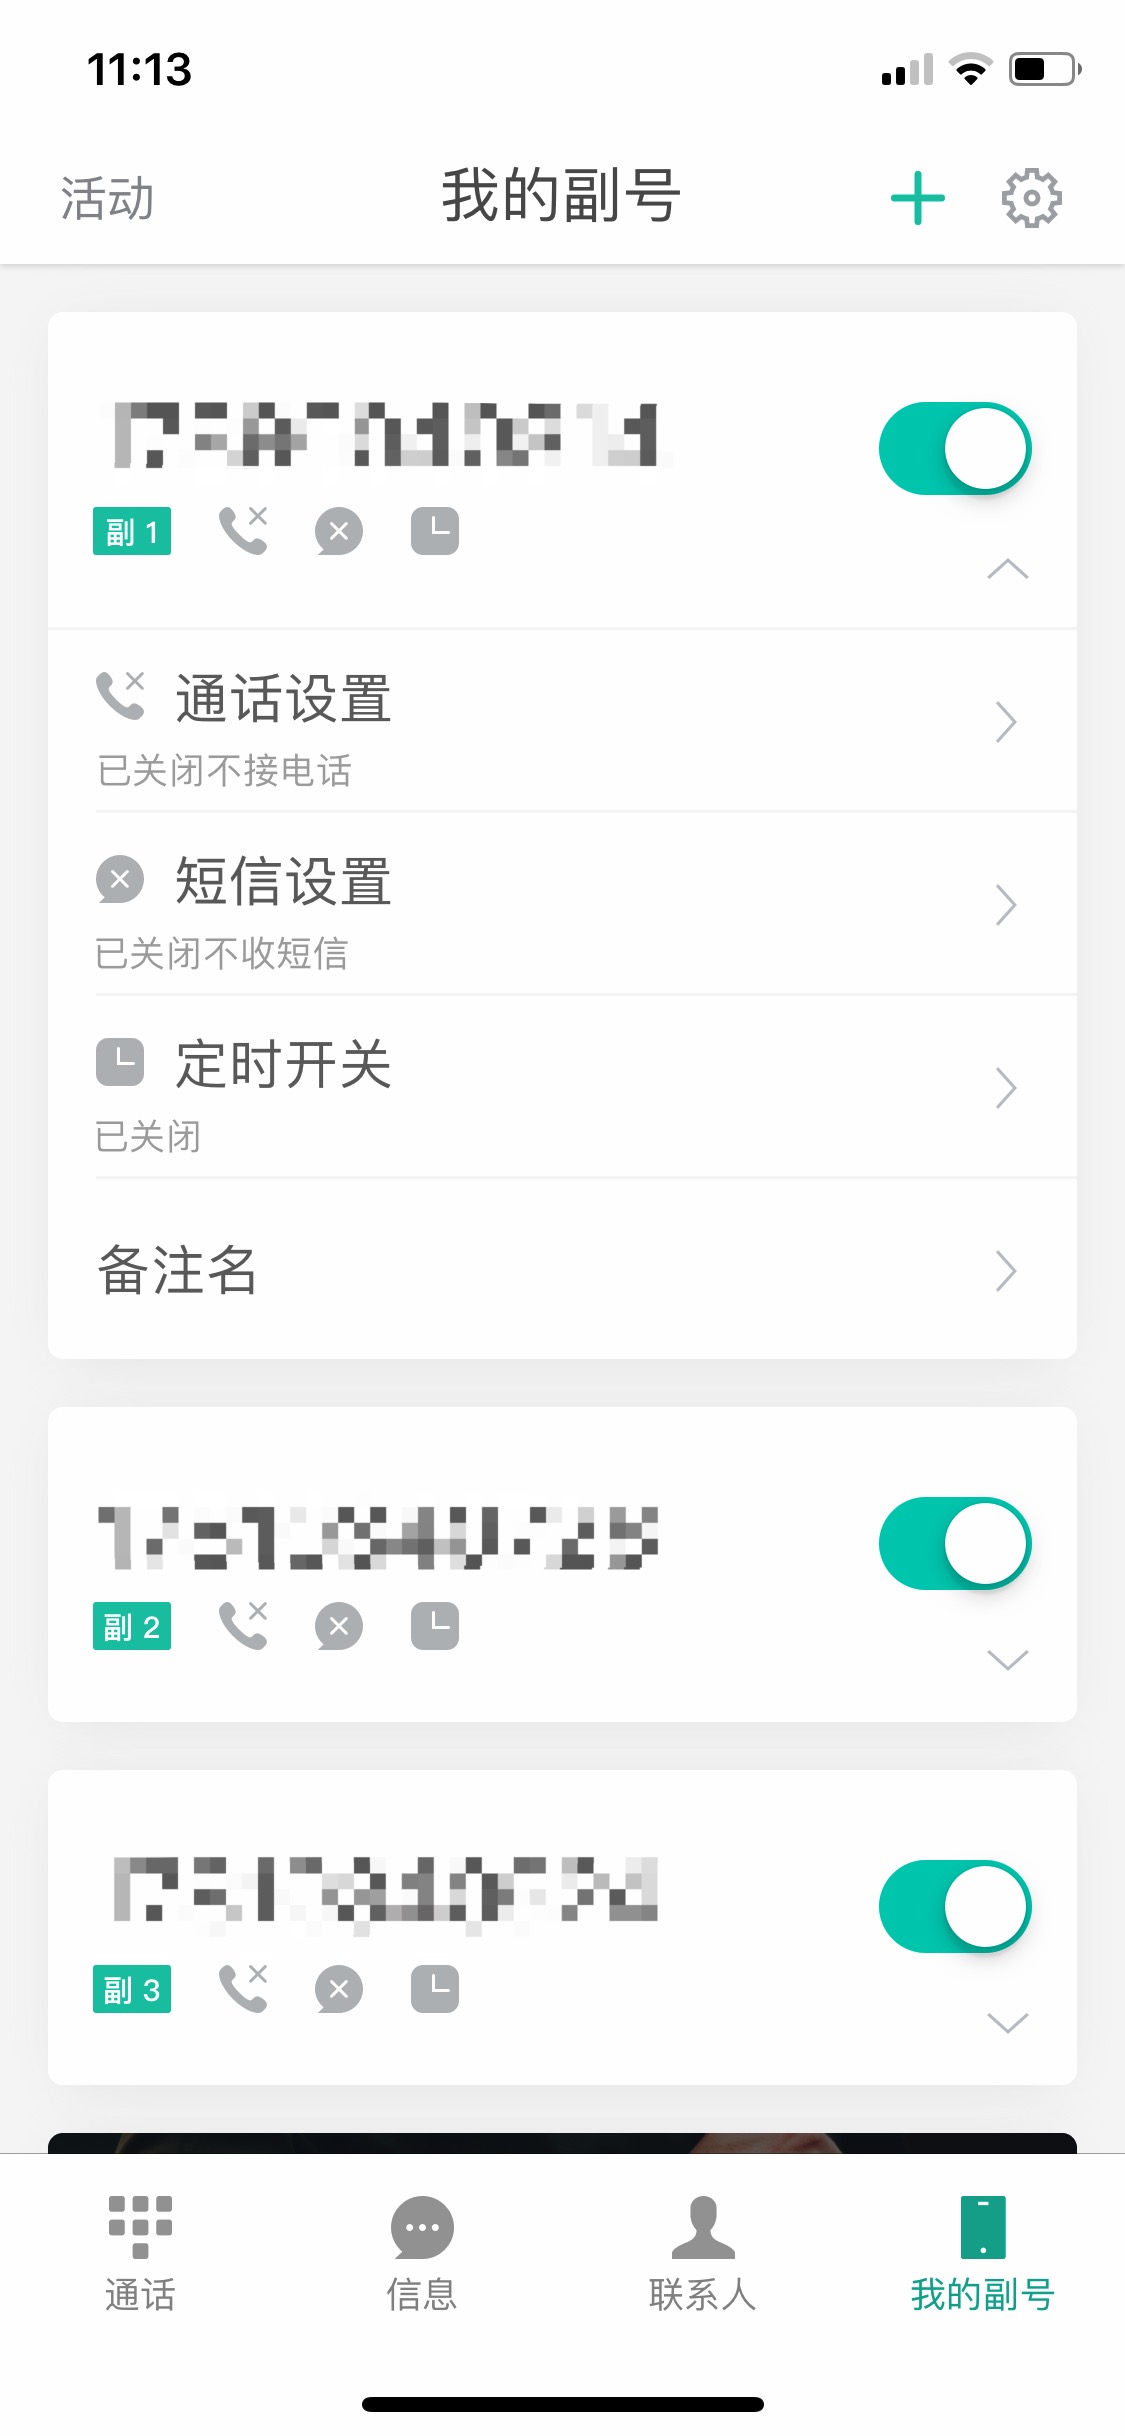 11:13
活动
我的副号
副 1
通话设置
已关闭不接电话
短信设置
已关闭不收短信
定时开关
已关闭
备注名
副 2
副 3
通话
信息
联系人
我的副号